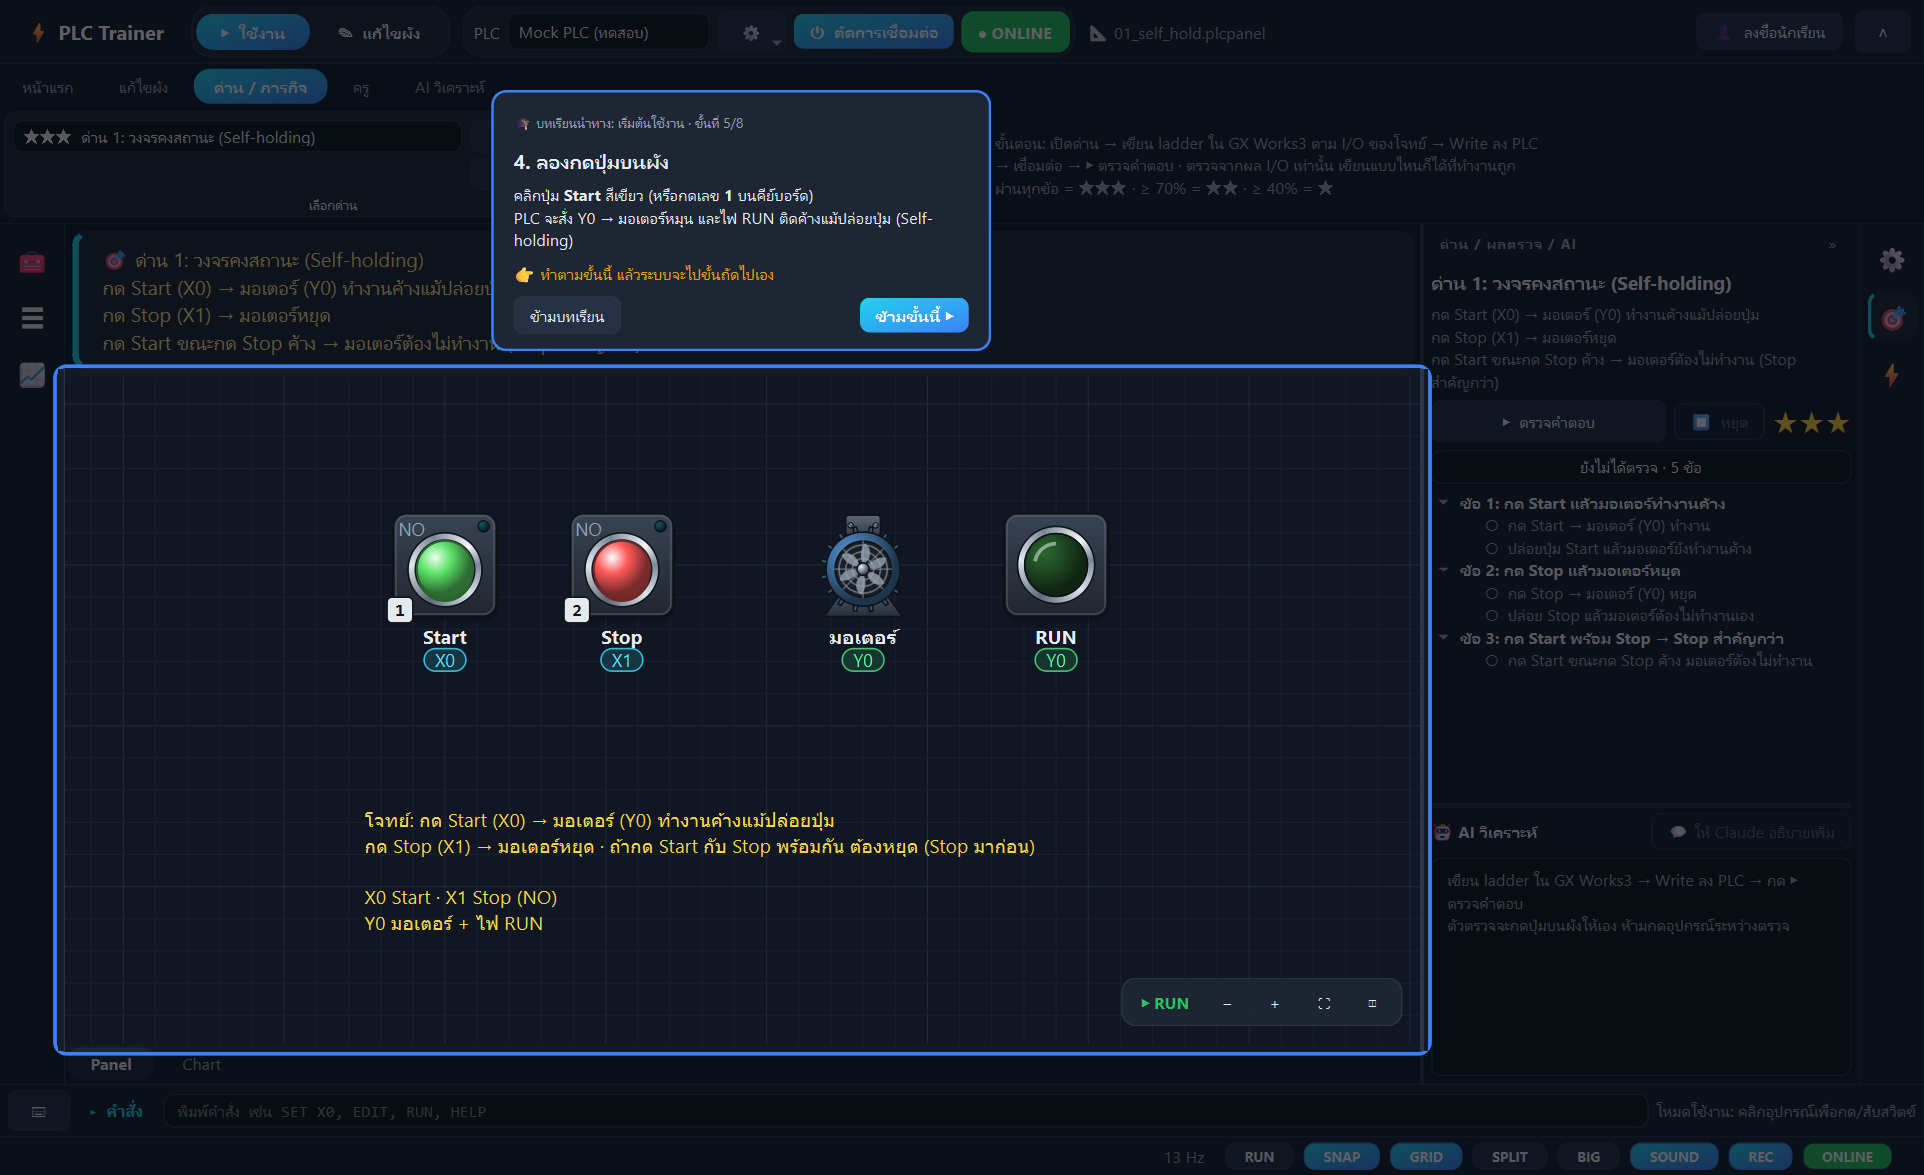 PLC Trainer
▶ ใช้งาน
✎ แก้ไขผัง
PLC
Mock PLC (ทดสอบ)
ตัดการเชื่อมต่อ
● ONLINE
01_self_hold.plcpanel
ลงชื่อนักเรียน
หน้าแรก
แก้ไขผัง
ด่าน / ภารกิจ
ครู
AI วิเคราะห์
★★★ ด่าน 1: วงจรคงสถานะ (Self-holding)
เลือกด่าน
บทเรียนนำทาง: เริ่มต้นใช้งาน · ขั้นที่ 5/8
4. ลองกดปุ่มบนผัง
คลิกปุ่ม Start สีเขียว (หรือกดเลข 1 บนคีย์บอร์ด)
PLC จะสั่ง Y0 → มอเตอร์หมุน และไฟ RUN ติดค้างแม้ปล่อยปุ่ม (Self-
holding)
👉 ทำตามขั้นนี้ แล้วระบบจะไปขั้นถัดไปเอง
ข้ามบทเรียน
ข้ามขั้นนี้ ▶
ขั้นตอน: เปิดด่าน → เขียน ladder ใน GX Works3 ตาม I/O ของโจทย์ → Write ลง PLC
→ เชื่อมต่อ → ▶ ตรวจคำตอบ · ตรวจจากผล I/O เท่านั้น เขียนแบบไหนก็ได้ที่ทำงานถูก
ผ่านทุกข้อ = ★★★ · ≥ 70% = ★★ · ≥ 40% = ★
🎯 ด่าน 1: วงจรคงสถานะ (Self-holding)
กด Start (X0) → มอเตอร์ (Y0) ทำงานค้างแม้ปล่อยป
กด Stop (X1) → มอเตอร์หยุด
กด Start ขณะกด Stop ค้าง → มอเตอร์ต้องไม่ทำงาน
NO
1
Start
X0
NO
2
Stop
X1
มอเตอร์
Y0
RUN
Y0
โจทย์: กด Start (X0) → มอเตอร์ (Y0) ทำงานค้างแม้ปล่อยปุ่ม
กด Stop (X1) → มอเตอร์หยุด · ถ้ากด Start กับ Stop พร้อมกัน ต้องหยุด (Stop มาก่อน)
X0 Start · X1 Stop (NO)
Y0 มอเตอร์ + ไฟ RUN
▶ RUN
−
+
Panel
Chart
ด่าน / ผลตรวจ / AI
»
ด่าน 1: วงจรคงสถานะ (Self-holding)
กด Start (X0) → มอเตอร์ (Y0) ทำงานค้างแม้ปล่อยปุ่ม
กด Stop (X1) → มอเตอร์หยุด
กด Start ขณะกด Stop ค้าง → มอเตอร์ต้องไม่ทำงาน (Stop
สำคัญกว่า)
▶ ตรวจคำตอบ
หยุด
★★★
ยังไม่ได้ตรวจ · 5 ข้อ
ข้อ 1: กด Start แล้วมอเตอร์ทำงานค้าง
○ กด Start → มอเตอร์ (Y0) ทำงาน
○ ปล่อยปุ่ม Start แล้วมอเตอร์ยังทำงานค้าง
ข้อ 2: กด Stop แล้วมอเตอร์หยุด
○ กด Stop → มอเตอร์ (Y0) หยุด
○ ปล่อย Stop แล้วมอเตอร์ต้องไม่ทำงานเอง
ข้อ 3: กด Start พร้อม Stop → Stop สำคัญกว่า
○ กด Start ขณะกด Stop ค้าง มอเตอร์ต้องไม่ทำงาน
AI วิเคราะห์
ให้ Claude อธิบายเพิ่ม
เขียน ladder ใน GX Works3 → Write ลง PLC → กด ▶
ตรวจคำตอบ
ตัวตรวจจะกดปุ่มบนผังให้เอง ห้ามกดอุปกรณ์ระหว่างตรวจ
▸ คำสั่ง
พิมพ์คำสั่ง เช่น SET X0, EDIT, RUN, HELP
โหมดใช้งาน: คลิกอุปกรณ์เพื่อกด/สับสวิตช์
13 Hz
RUN
SNAP
GRID
SPLIT
BIG
SOUND
REC
ONLINE